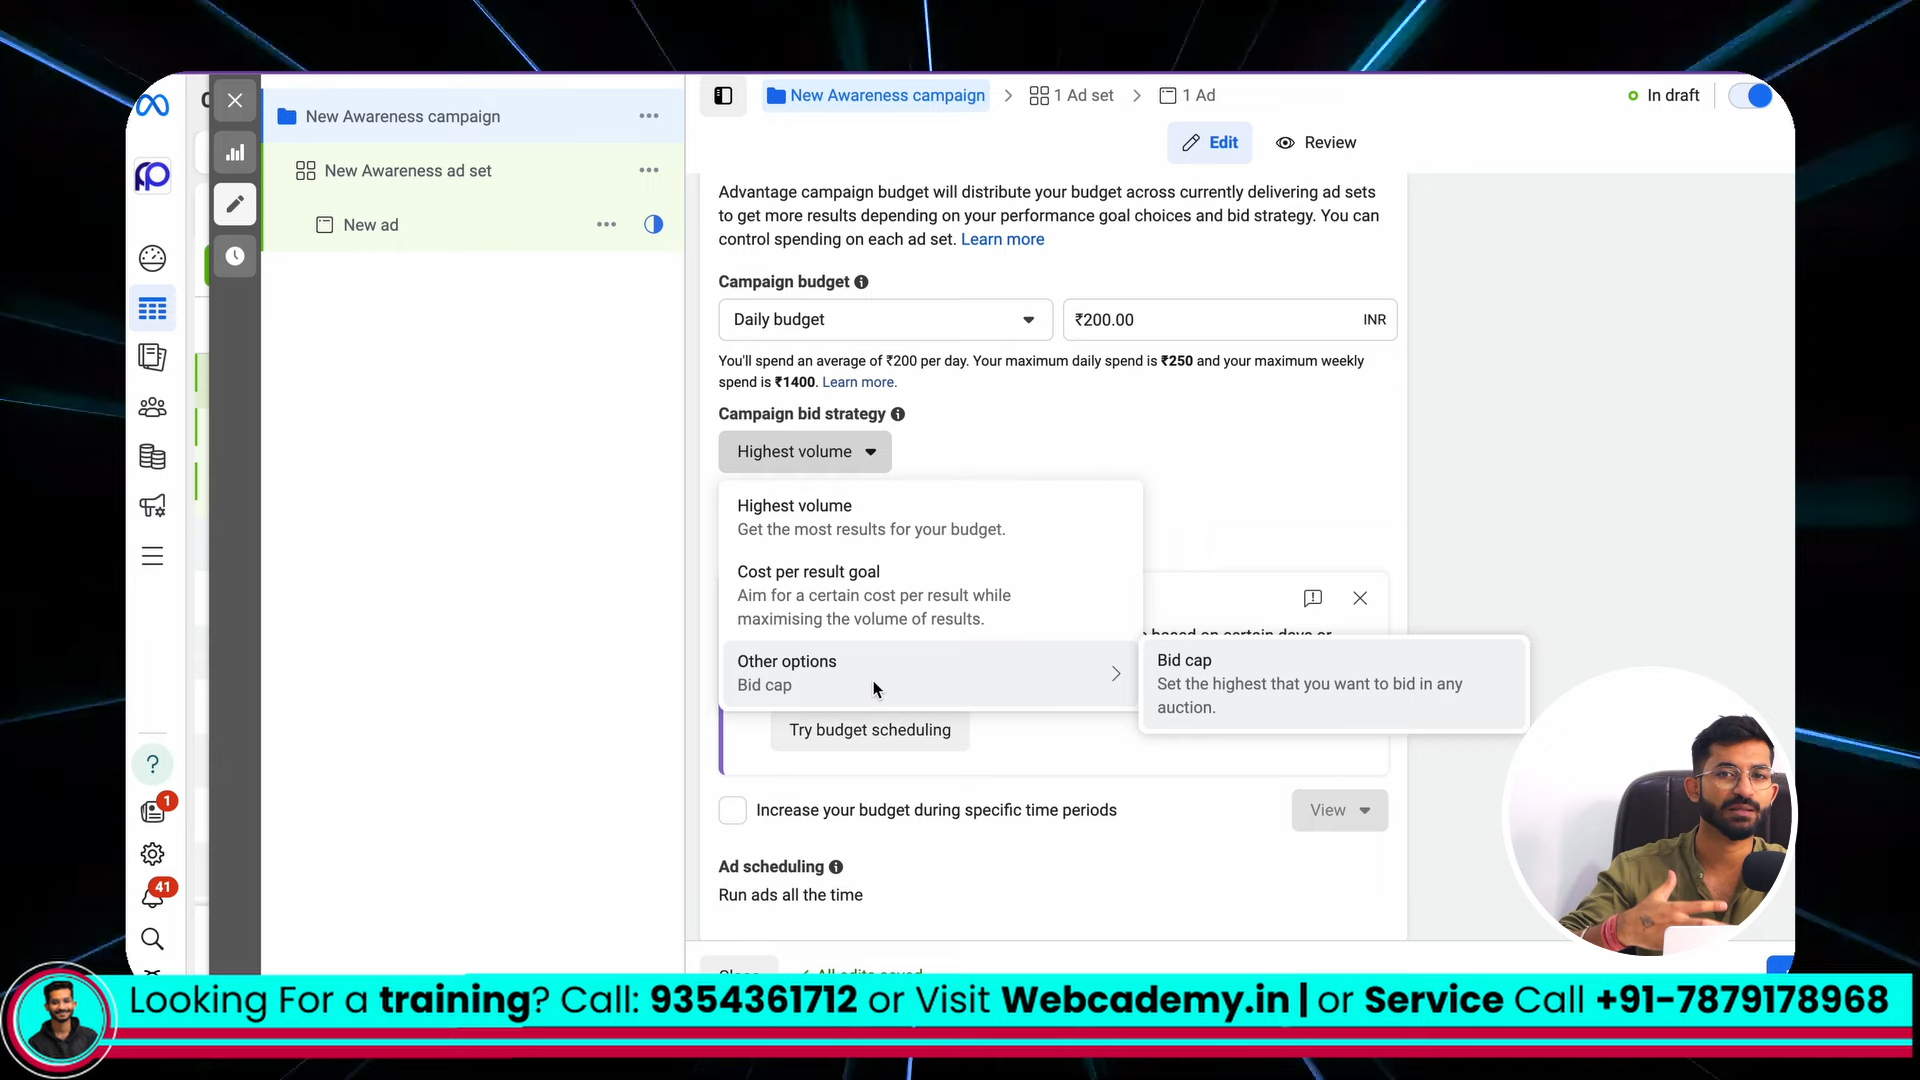 New Awareness campaign
New Awareness ad set
New ad
New Awareness campaign > 1 Ad set > 1 Ad
In draft
Edit
Review
Advantage campaign budget will distribute your budget across currently delivering ad sets
to get more results depending on your performance goal choices and bid strategy. You can
control spending on each ad set. Learn more
Campaign budget
Daily budget
₹200.00
INR
You'll spend an average of ₹200 per day. Your maximum daily spend is ₹250 and your maximum weekly
spend is ₹1400. Learn more.
Campaign bid strategy
Highest volume
Highest volume
Get the most results for your budget.
Cost per result goal
Aim for a certain cost per result while
maximising the volume of results.
based on certain days or
Other options
Bid cap
Bid cap
Set the highest that you want to bid in any
auction.
Try budget scheduling
Increase your budget during specific time periods
View
Ad scheduling
Run ads all the time
?
1
41
All edits saved
Looking For a training? Call: 9354361712 or Visit Webcademy.in | or Service Call +91-7879178968